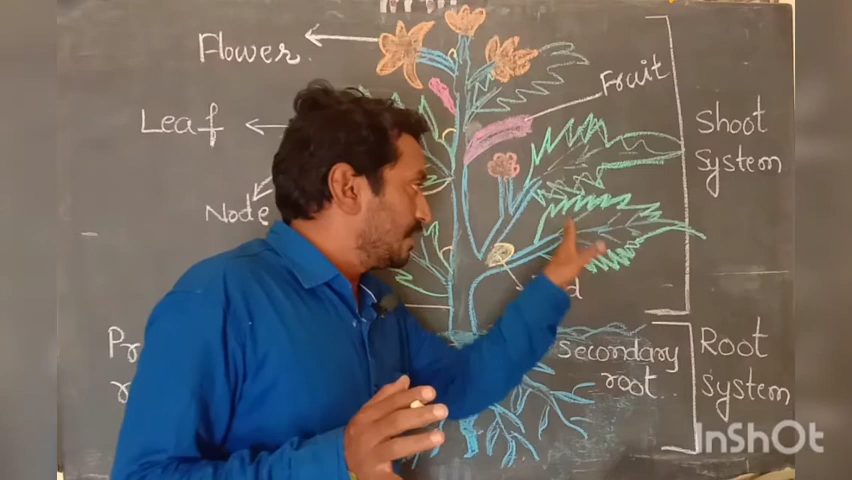 Flower.
Fruit
Leaf
Shoot
System
Node
Root
System
Secondary
root
InShOt